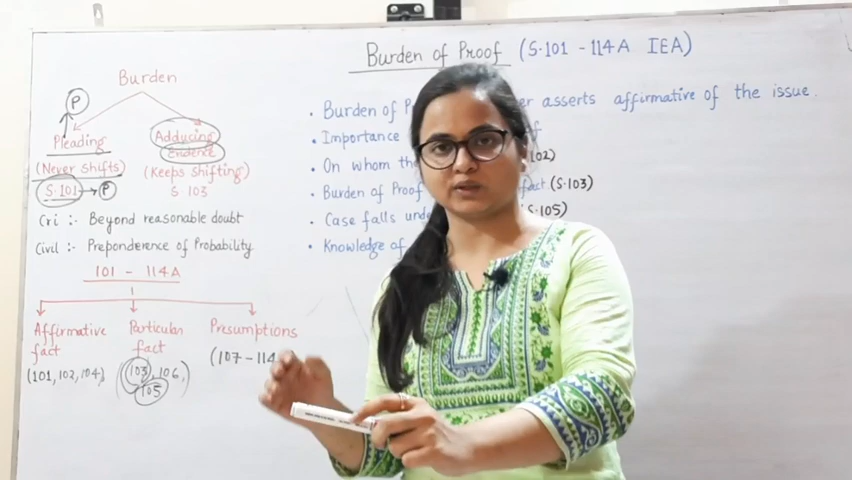 Burden of Proof (S.101 - 114A IEA)
Burden
P
Pleading
(Never Shifts)
S.101 → P
Adducing
Evidence
(Keeps shifting)
S.103
Cri :- Beyond reasonable doubt
Civil :- Preponderence of Probability
101 - 114A
Affirmative
fact
(101, 102, 104,)
Particular
fact
(103, 106,)
105
Presumptions
(107 - 114
• Burden of asserts affirmative of the issue.
• Importance
• On whom 102)
• Burden of Proof fact (S.103)
• Case falls (S.105)
• Knowledge of